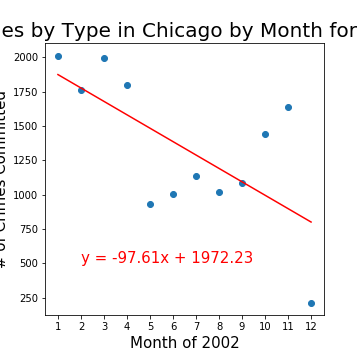 es by Type in Chicago by Month for
2000
1750
1500
1250
1000
750
500
250
# of Crimes Committed
y = -97.61x + 1972.23
1 2 3 4 5 6 7 8 9 10 11 12
Month of 2002